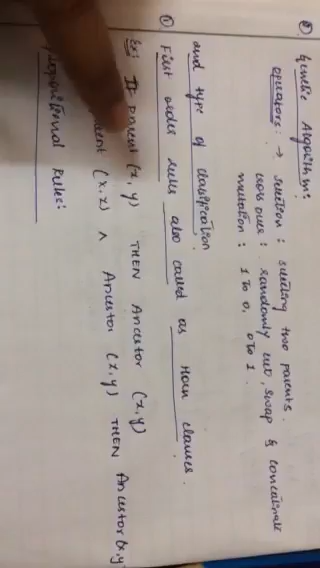 ② Genetic Algorithm:
operators: → selection : selecting two parents.
cross over : randomly cut, swap & concatinate
mutation : 1 to 0, 0 to 1.
and type of classification
① First order rules also called as Horn clauses.
Ex: IF parent (x, y) THEN Ancestor (x, y)
(x, z) ∧ Ancestor (x, y) THEN Ancestor (x, y
Rules: